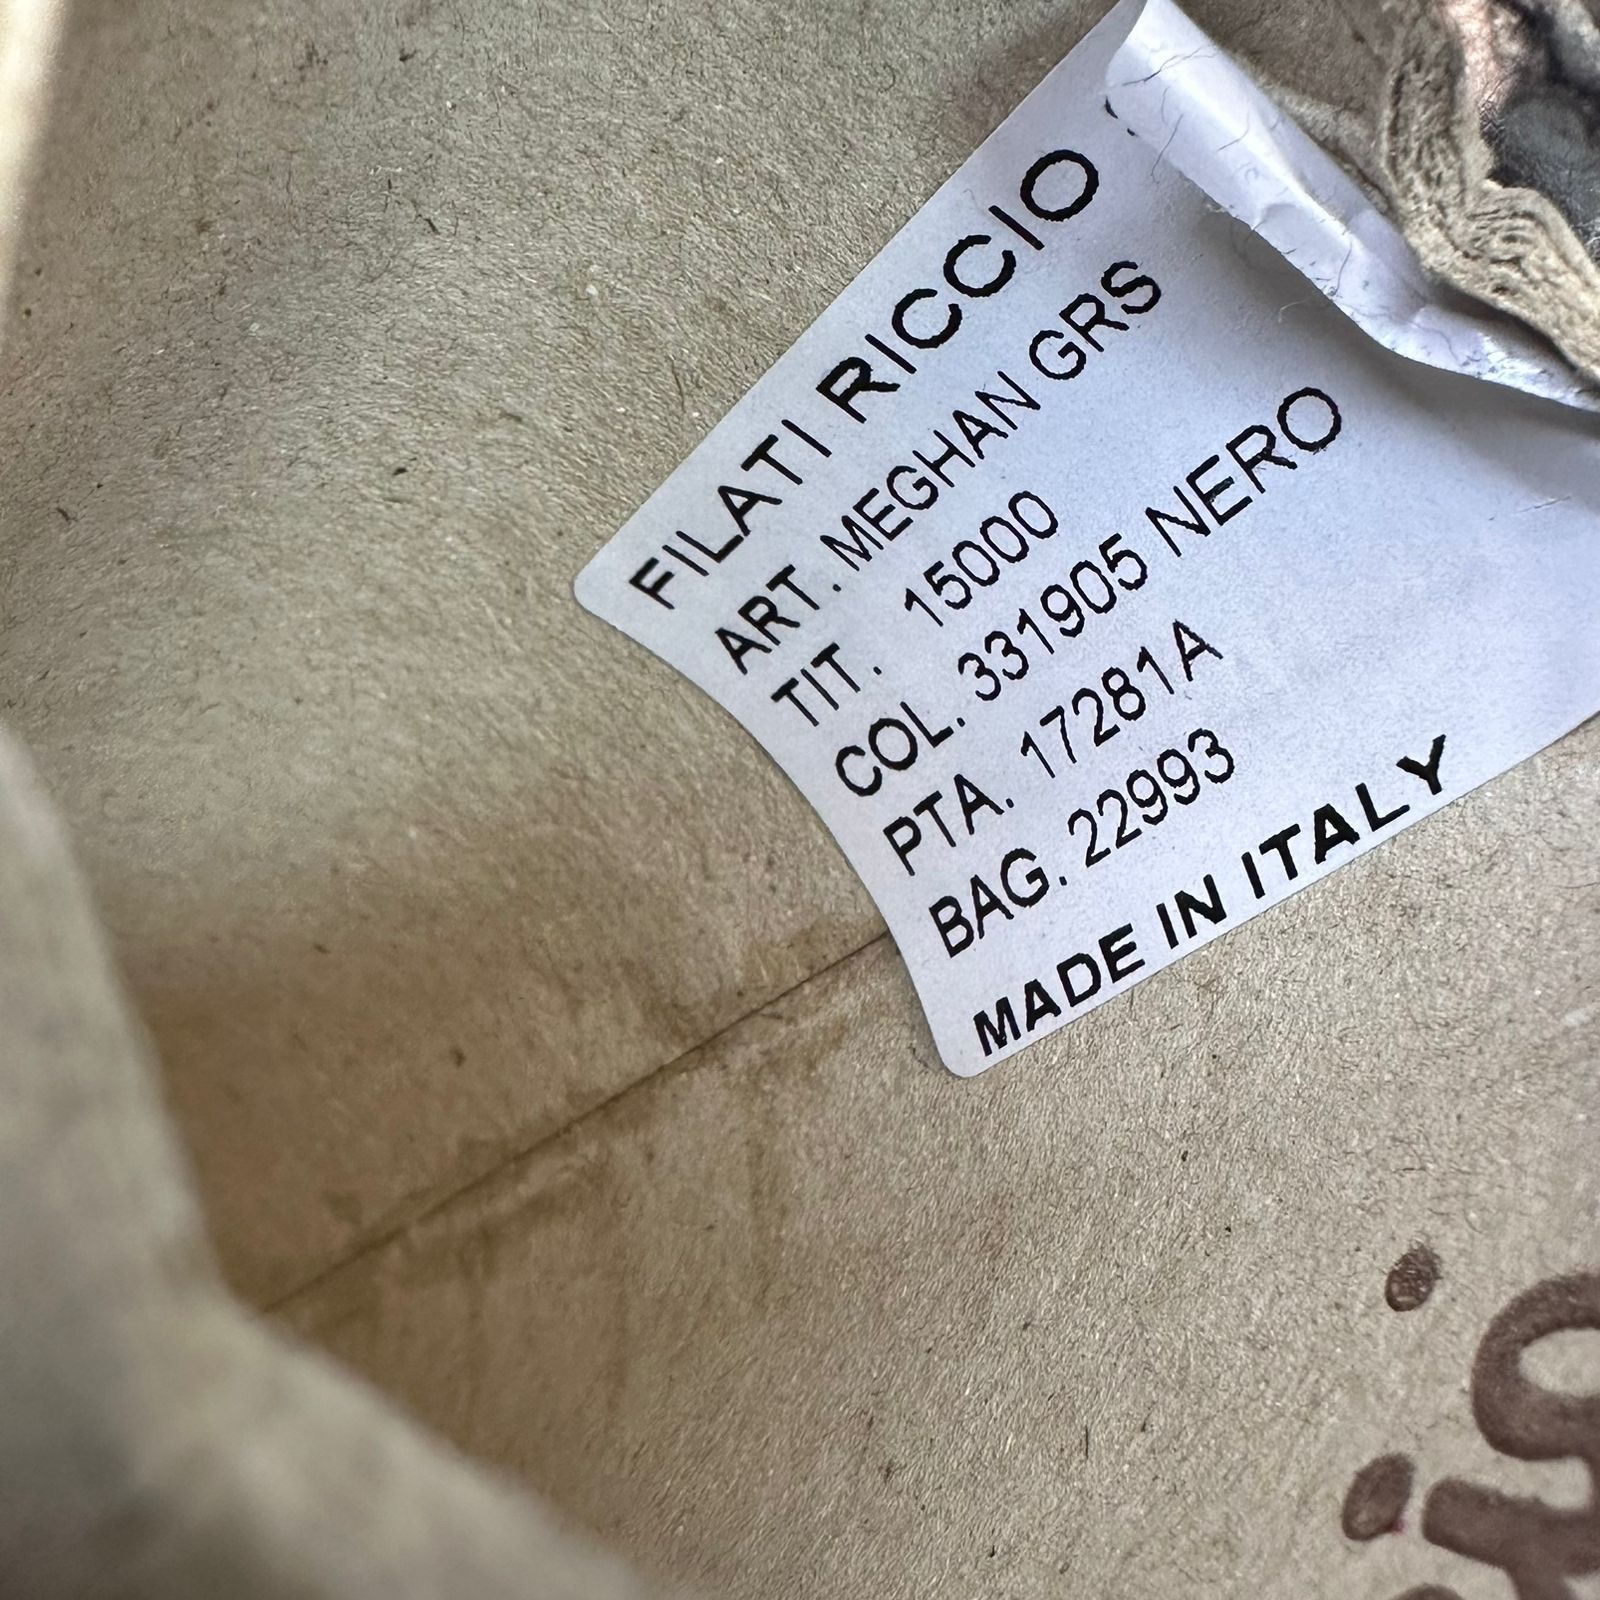 FILATI RICCIO
ART. MEGHAN GRS
TIT. 15000
COL. 331905 NERO
PTA. 17281A
BAG. 22993
MADE IN ITALY